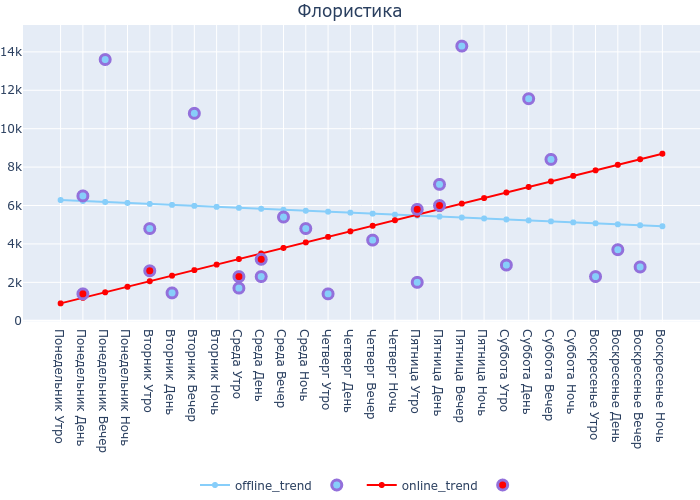 Флористика
14k
12k
10k
8k
6k
4k
2k
0
Понедельник Утро
Понедельник День
Понедельник Вечер
Понедельник Ночь
Вторник Утро
Вторник День
Вторник Вечер
Вторник Ночь
Среда Утро
Среда День
Среда Вечер
Среда Ночь
Четверг Утро
Четверг День
Четверг Вечер
Четверг Ночь
Пятница Утро
Пятница День
Пятница Вечер
Пятница Ночь
Суббота Утро
Суббота День
Суббота Вечер
Суббота Ночь
Воскресенье Утро
Воскресенье День
Воскресенье Вечер
Воскресенье Ночь
offline_trend online_trend